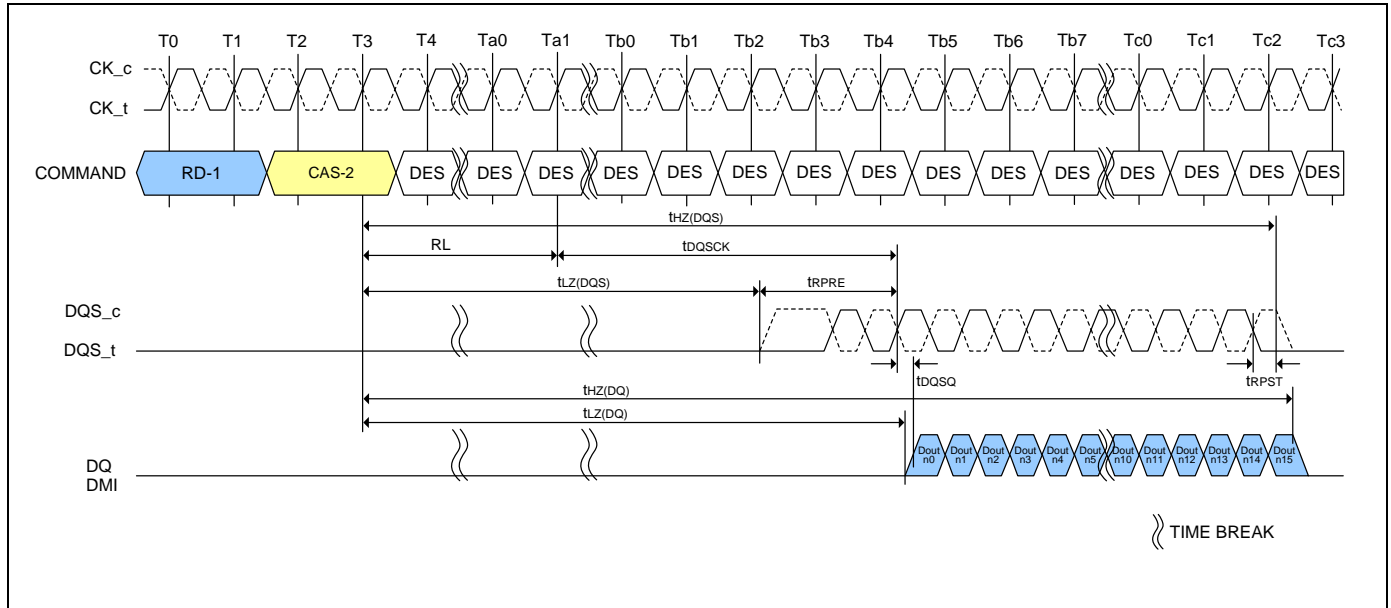 T0 T1 T2 T3 T4 Ta0 Ta1 Tb0 Tb1 Tb2 Tb3 Tb4 Tb5 Tb6 Tb7 Tc0 Tc1 Tc2 Tc3
CK_c
CK_t
COMMAND RD-1 CAS-2 DES DES DES DES DES DES DES DES DES DES DES DES DES DES DES
tHZ(DQS)
RL tDQSCK
tLZ(DQS) tRPRE
DQS_c
DQS_t
tDQSQ tRPST
tHZ(DQ)
tLZ(DQ)
DQ
DMI
Dout n0 Dout n1 Dout n2 Dout n3 Dout n4 Dout n5 Dout n10 Dout n11 Dout n12 Dout n13 Dout n14 Dout n15
TIME BREAK